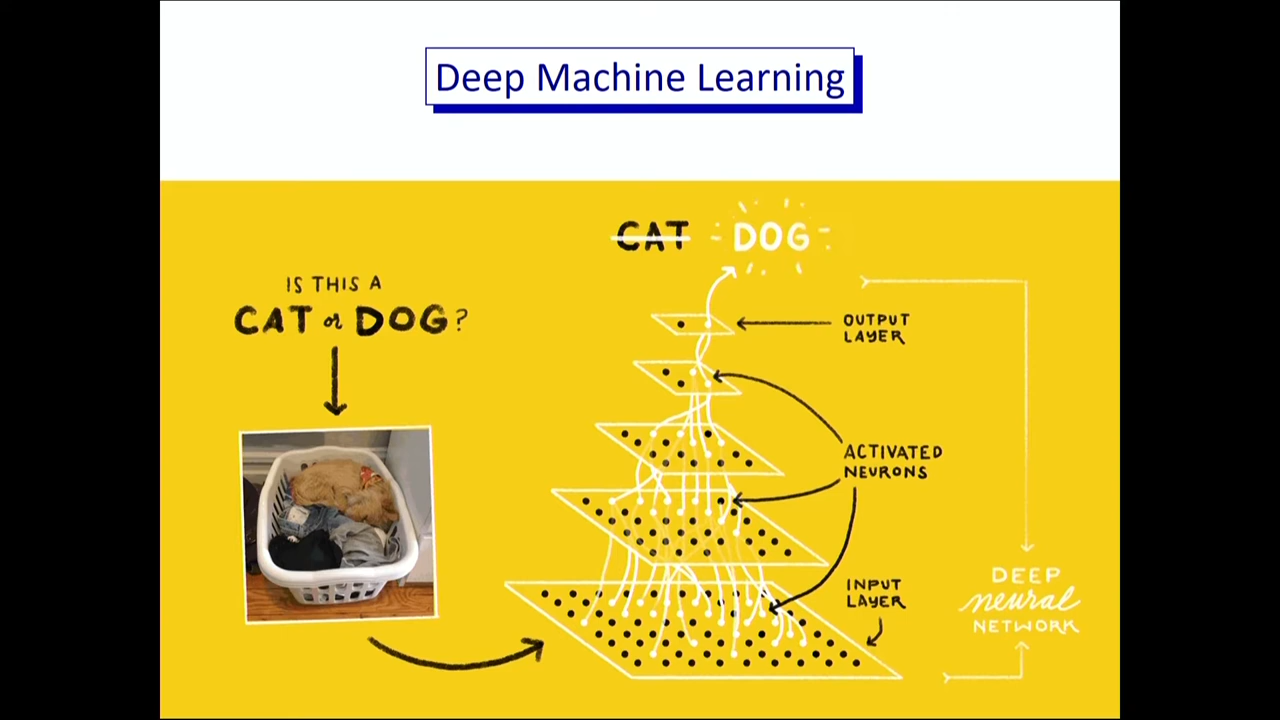 Deep Machine Learning
IS THIS A
CAT or DOG?
CAT DOG
OUTPUT
LAYER
ACTIVATED
NEURONS
INPUT
LAYER
DEEP
neural
NETWORK